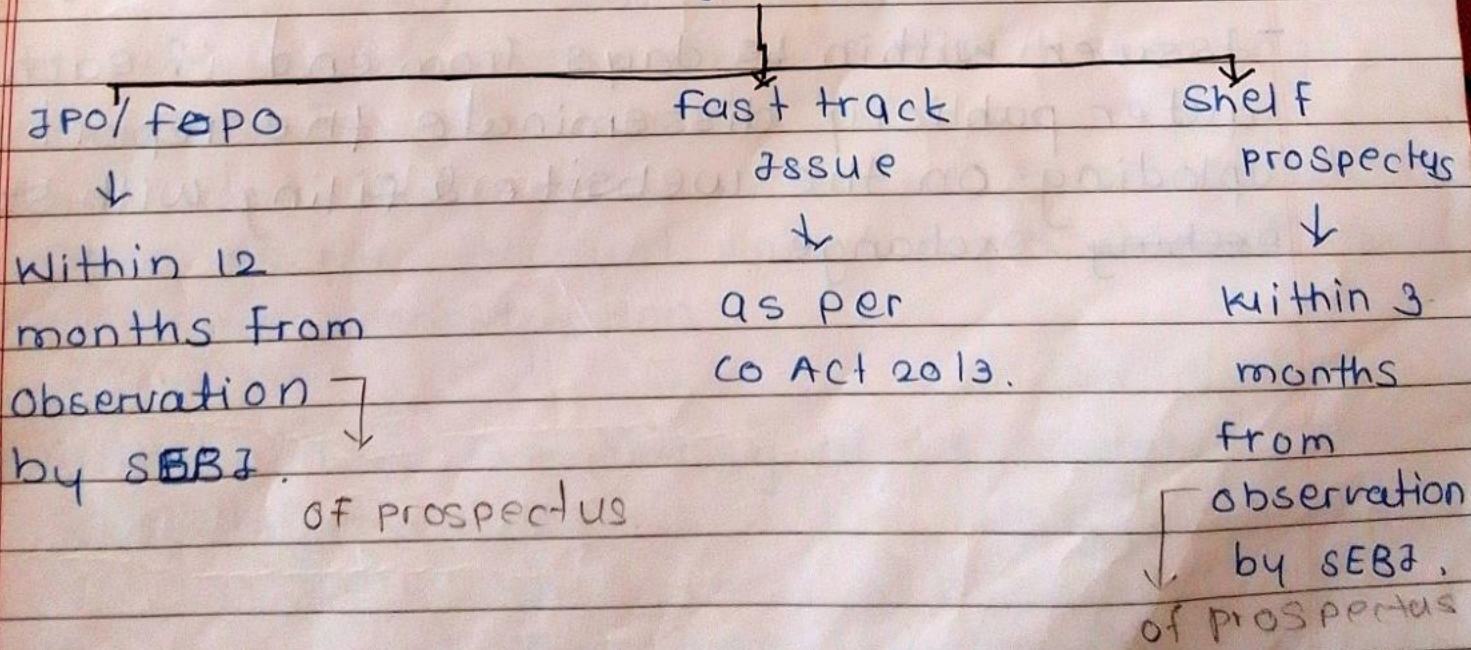 IPO/ FPO
↓
Within 12
months from
observation
by SEBI.
of prospectus
Fast track
Issue
↓
as per
CO Act 2013.
Shelf
prospectus
↓
Within 3
months
from
observation
by SEBI.
of prospectus